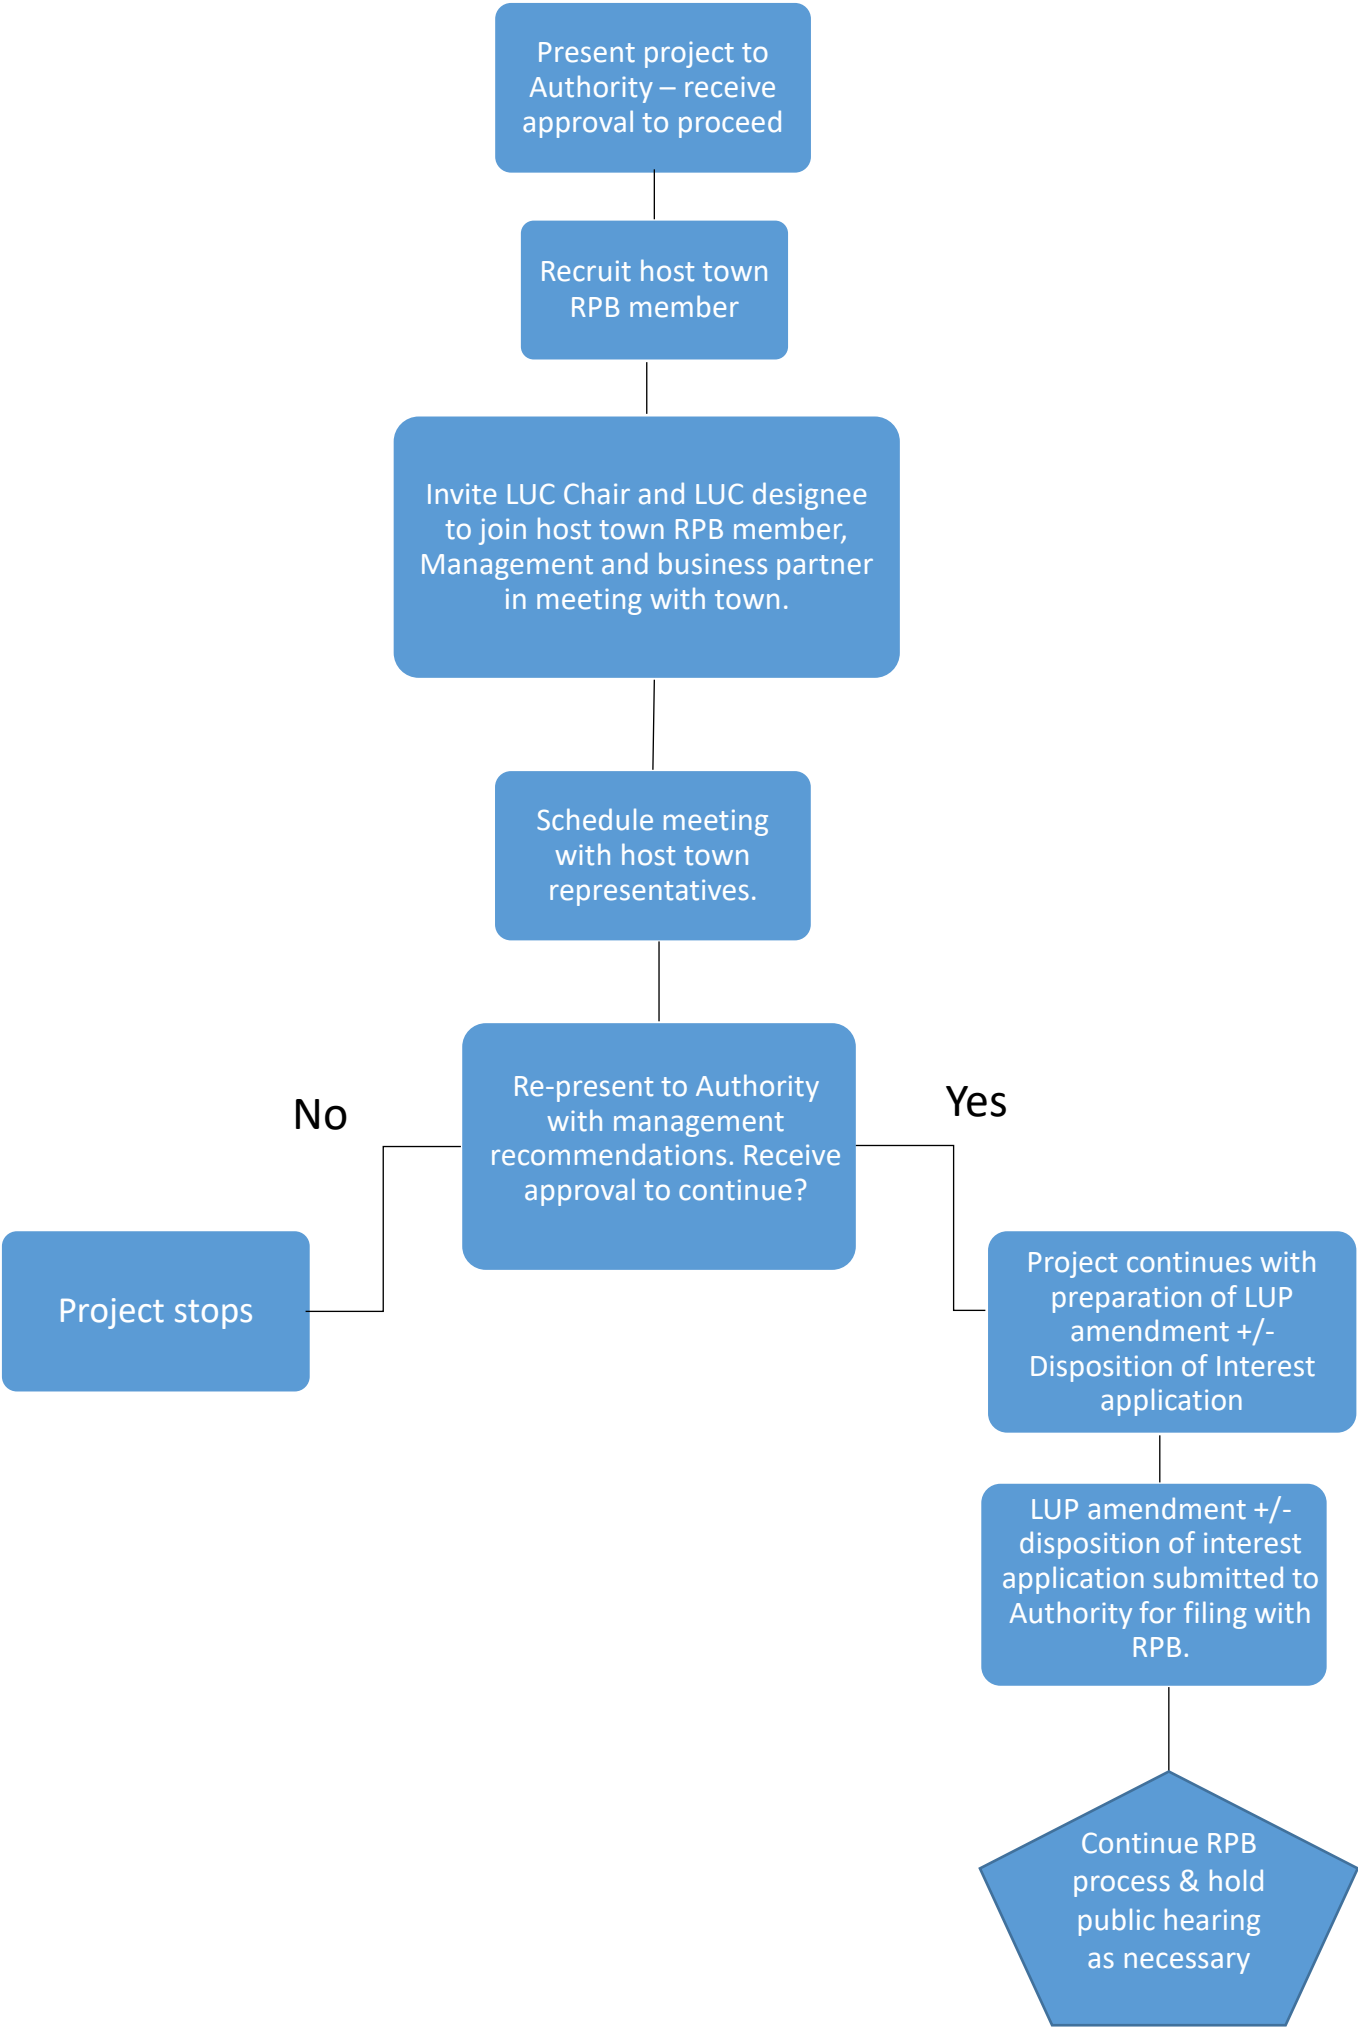 Present project to
Authority – receive
approval to proceed
Recruit host town
RPB member
Invite LUC Chair and LUC designee
to join host town RPB member,
Management and business partner
in meeting with town.
Schedule meeting
with host town
representatives.
Re-present to Authority
with management
recommendations. Receive
approval to continue?
No
Yes
Project stops
Project continues with
preparation of LUP
amendment +/-
Disposition of Interest
application
LUP amendment +/-
disposition of interest
application submitted to
Authority for filing with
RPB.
Continue RPB
process & hold
public hearing
as necessary